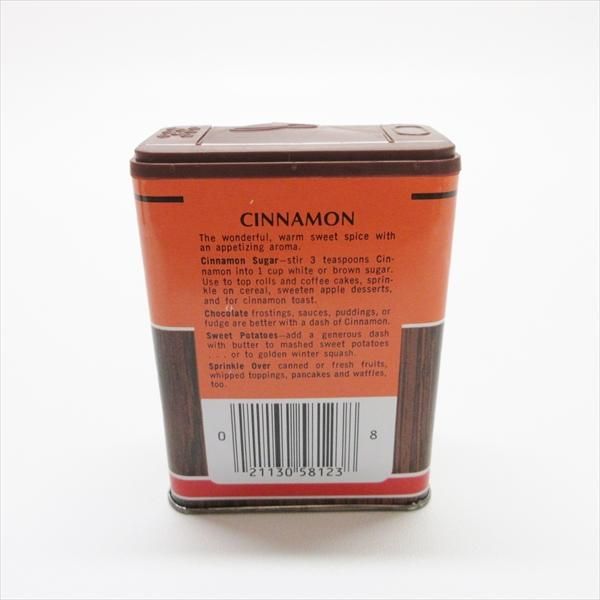 CINNAMON
The wonderful, warm sweet spice with
an appetizing aroma.
Cinnamon Sugar—stir 3 teaspoons Cin-
namon into 1 cup white or brown sugar.
Use to top rolls and coffee cakes, sprin-
kle on cereal, sweeten apple desserts,
and for cinnamon toast.
Chocolate frostings, sauces, puddings, or
fudge are better with a dash of Cinnamon.
Sweet Potatoes—add a generous dash
with butter to mashed sweet potatoes
. . . or to golden winter squash.
Sprinkle Over canned or fresh fruits,
whipped toppings, pancakes and waffles,
too.
0 21130 58123 8